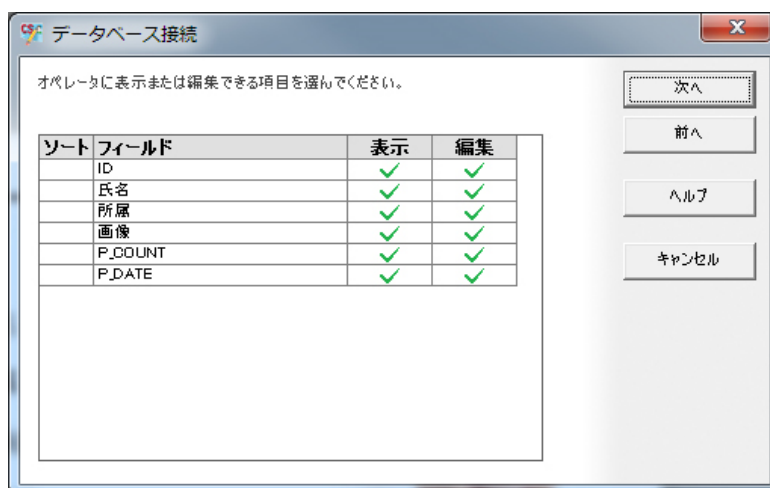 データベース接続
オペレータに表示または編集できる項目を選んでください。
次へ
前へ
ヘルプ
キャンセル
ソート フィールド 表示 編集
ID
氏名
所属
画像
P_COUNT
P_DATE